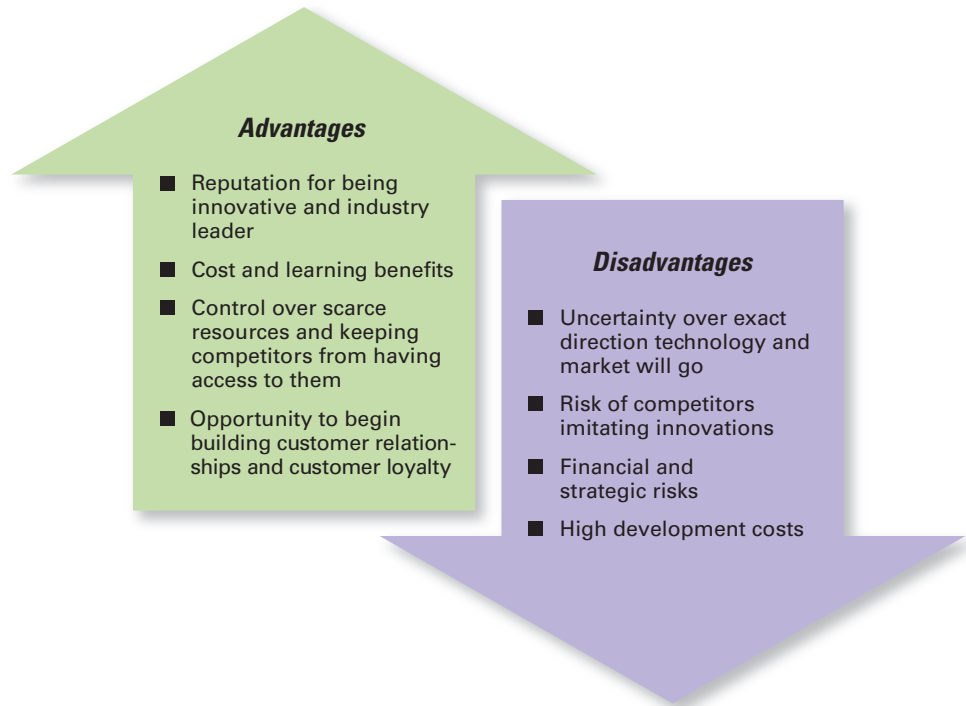 Advantages
■ Reputation for being
innovative and industry
leader
■ Cost and learning benefits
■ Control over scarce
resources and keeping
competitors from having
access to them
■ Opportunity to begin
building customer relation-
ships and customer loyalty
Disadvantages
■ Uncertainty over exact
direction technology and
market will go
■ Risk of competitors
imitating innovations
■ Financial and
strategic risks
■ High development costs